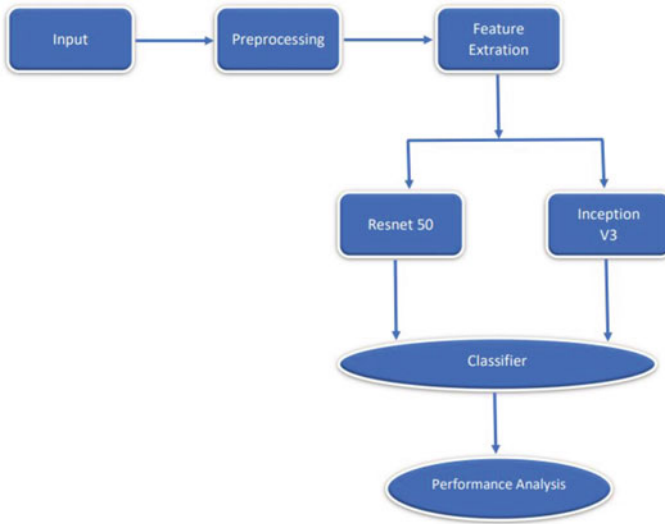 Input
Preprocessing
Feature
Extration
Resnet 50
Inception
V3
Classifier
Performance Analysis